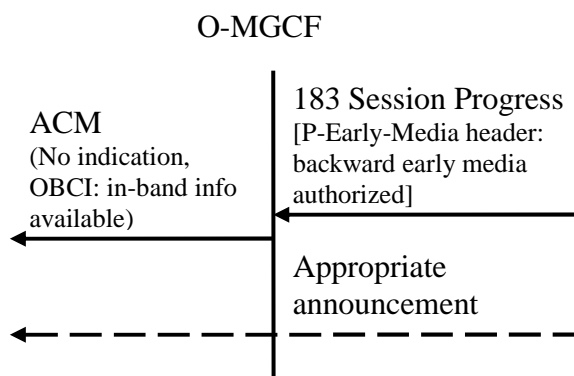 O-MGCF
ACM
(No indication,
OBCI: in-band info
available)
183 Session Progress
[P-Early-Media header:
backward early media
authorized]
Appropriate
announcement